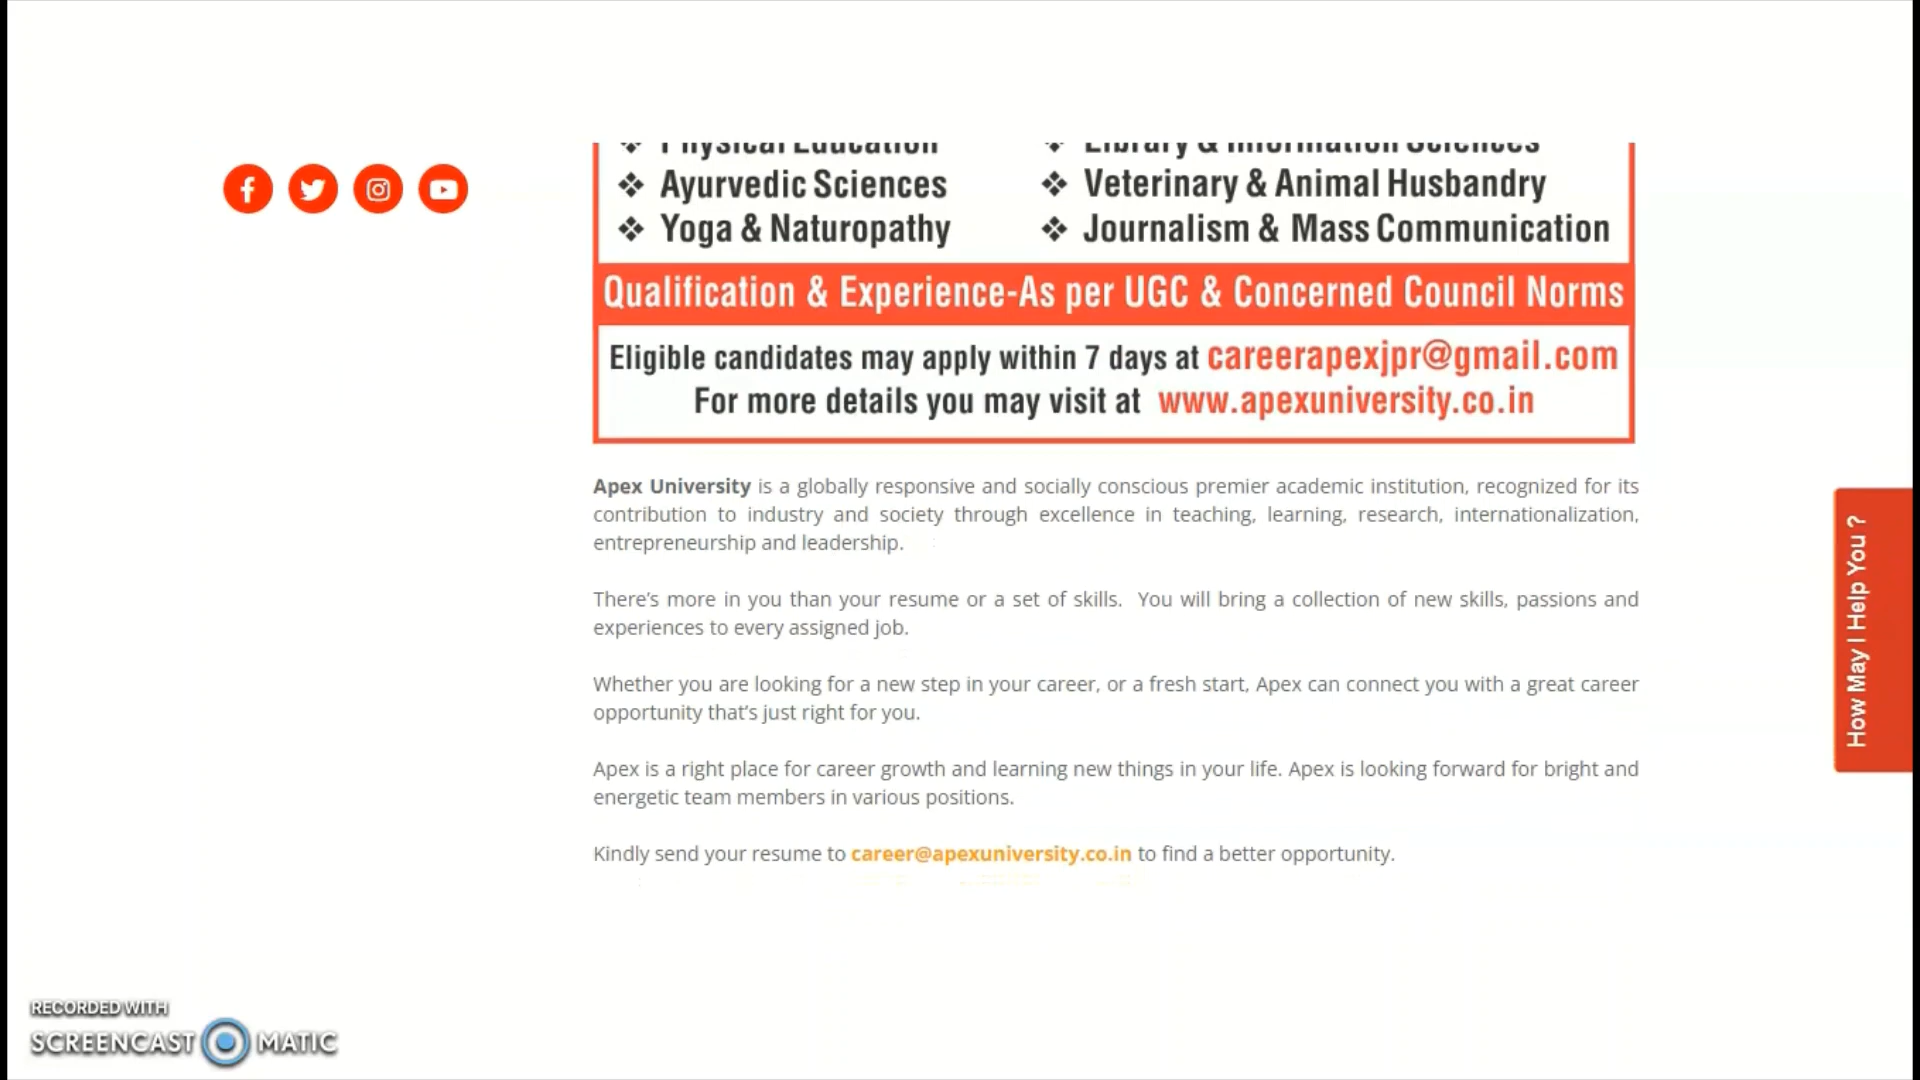 ❖ Physical Education ❖ Library & Information Sciences
❖ Ayurvedic Sciences ❖ Veterinary & Animal Husbandry
❖ Yoga & Naturopathy ❖ Journalism & Mass Communication
Qualification & Experience-As per UGC & Concerned Council Norms
Eligible candidates may apply within 7 days at careerapexjpr@gmail.com
For more details you may visit at www.apexuniversity.co.in
Apex University is a globally responsive and socially conscious premier academic institution, recognized for its
contribution to industry and society through excellence in teaching, learning, research, internationalization,
entrepreneurship and leadership.
There's more in you than your resume or a set of skills. You will bring a collection of new skills, passions and
experiences to every assigned job.
Whether you are looking for a new step in your career, or a fresh start, Apex can connect you with a great career
opportunity that's just right for you.
Apex is a right place for career growth and learning new things in your life. Apex is looking forward for bright and
energetic team members in various positions.
Kindly send your resume to career@apexuniversity.co.in to find a better opportunity.
How May I Help You ?
RECORDED WITH
SCREENCAST MATIC